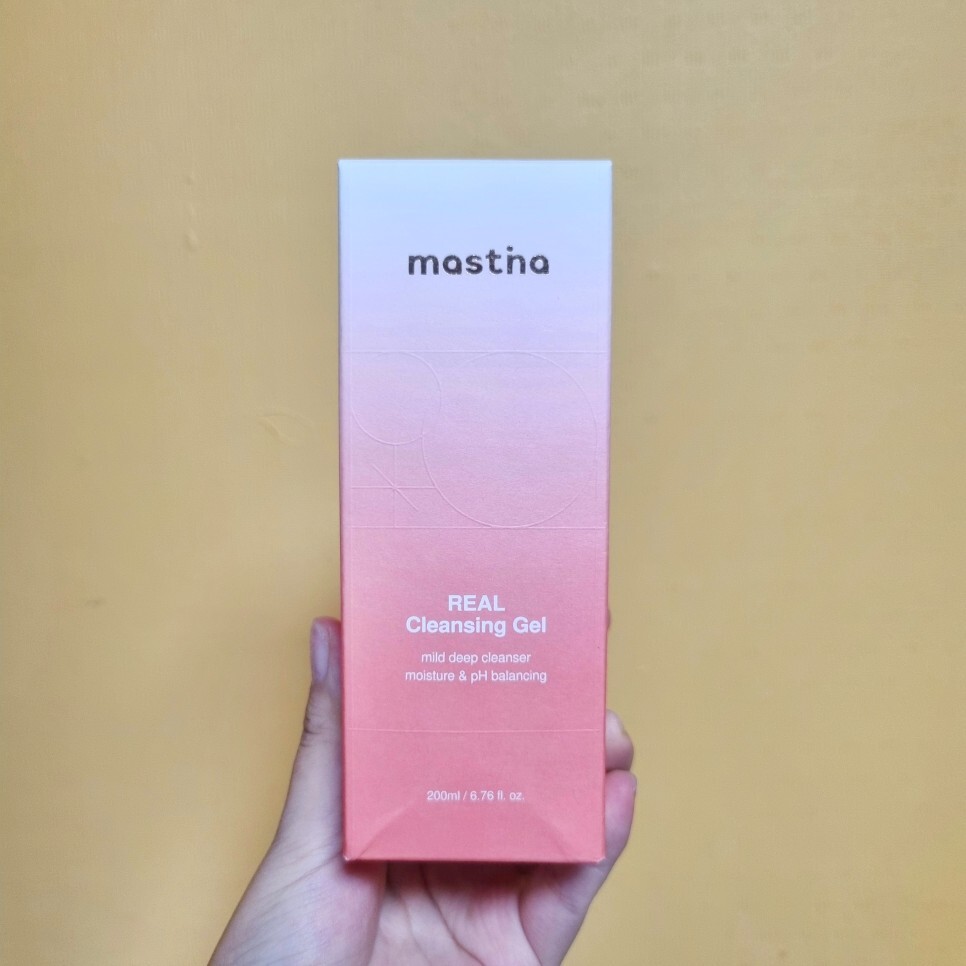 mastina
REAL
Cleansing Gel
mild deep cleanser
moisture & pH balancing
200ml / 6.76 fl. oz.